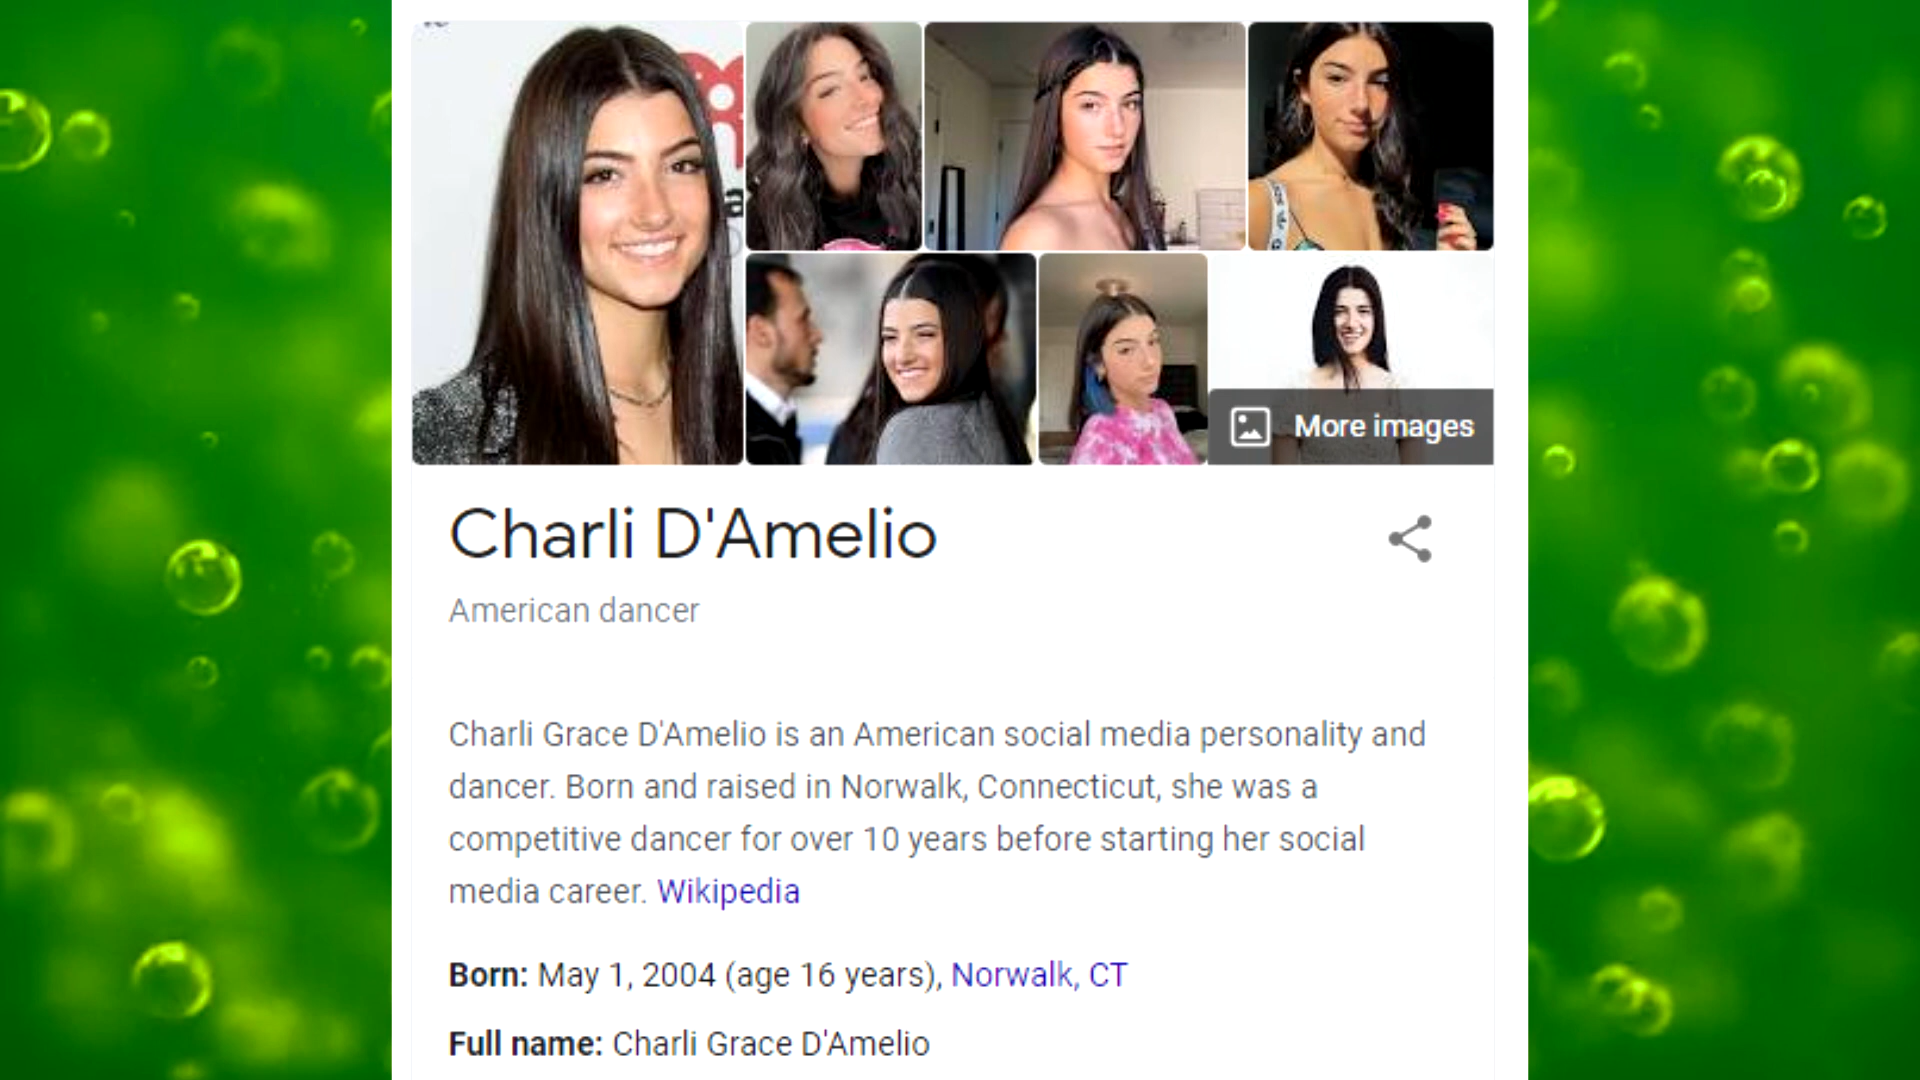 More images
Charli D'Amelio
American dancer
Charli Grace D'Amelio is an American social media personality and
dancer. Born and raised in Norwalk, Connecticut, she was a
competitive dancer for over 10 years before starting her social
media career. Wikipedia
Born: May 1, 2004 (age 16 years), Norwalk, CT
Full name: Charli Grace D'Amelio